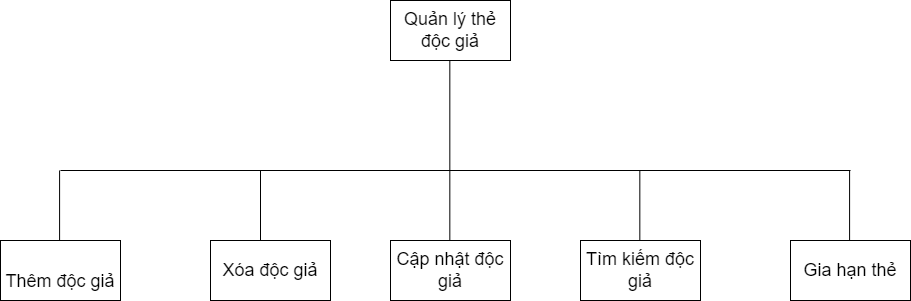 Quản lý thẻ
độc giả
Thêm độc giả
Xóa độc giả
Cập nhật độc
giả
Tìm kiếm độc
giả
Gia hạn thẻ